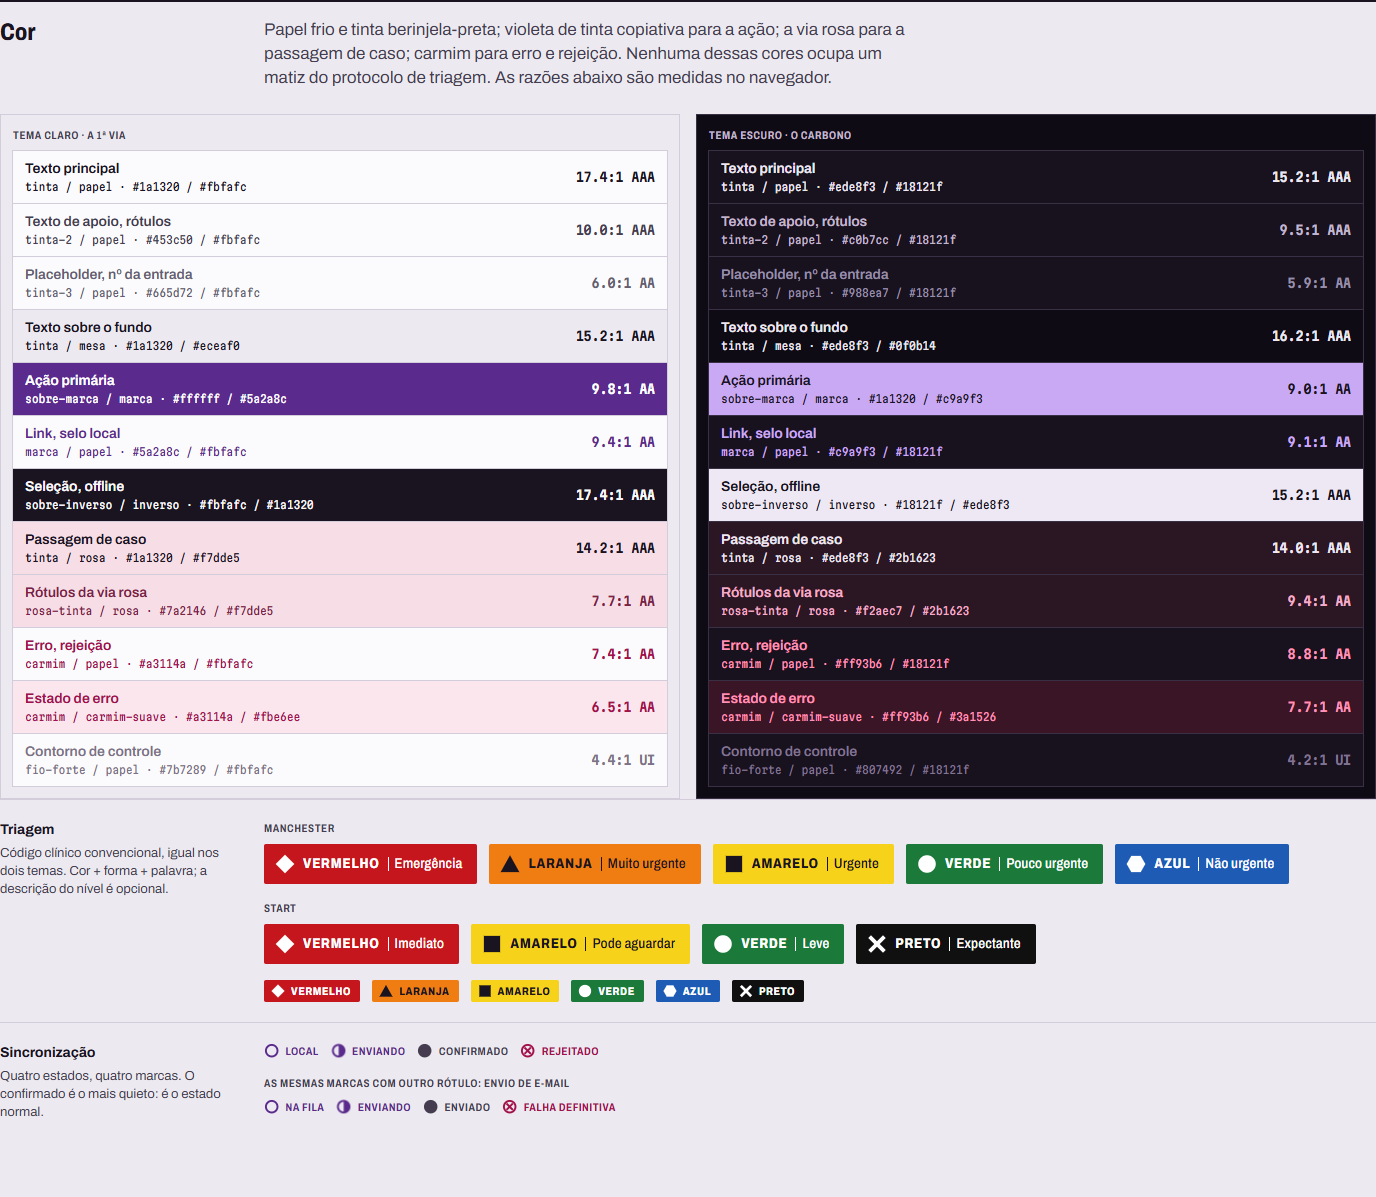 Cor
Papel frio e tinta berinjela-preta; violeta de tinta copiativa para a ação; a via rosa para a
passagem de caso; carmim para erro e rejeição. Nenhuma dessas cores ocupa um
matiz do protocolo de triagem. As razões abaixo são medidas no navegador.
TEMA CLARO · A 1ª VIA
Texto principal
tinta / papel · #1a1320 / #fbfafc
17.4:1 AAA
Texto de apoio, rótulos
tinta-2 / papel · #453c50 / #fbfafc
10.0:1 AAA
Placeholder, nº da entrada
tinta-3 / papel · #665d72 / #fbfafc
6.0:1 AA
Texto sobre o fundo
tinta / mesa · #1a1320 / #eceaf0
15.2:1 AAA
Ação primária
sobre-marca / marca · #ffffff / #5a2a8c
9.8:1 AA
Link, selo local
marca / papel · #5a2a8c / #fbfafc
9.4:1 AA
Seleção, offline
sobre-inverso / inverso · #fbfafc / #1a1320
17.4:1 AAA
Passagem de caso
tinta / rosa · #1a1320 / #f7dde5
14.2:1 AAA
Rótulos da via rosa
rosa-tinta / rosa · #7a2146 / #f7dde5
7.7:1 AA
Erro, rejeição
carmim / papel · #a3114a / #fbfafc
7.4:1 AA
Estado de erro
carmim / carmim-suave · #a3114a / #fbe6ee
6.5:1 AA
Contorno de controle
fio-forte / papel · #7b7289 / #fbfafc
4.4:1 UI
TEMA ESCURO · O CARBONO
Texto principal
tinta / papel · #ede8f3 / #18121f
15.2:1 AAA
Texto de apoio, rótulos
tinta-2 / papel · #c0b7cc / #18121f
9.5:1 AAA
Placeholder, nº da entrada
tinta-3 / papel · #988ea7 / #18121f
5.9:1 AA
Texto sobre o fundo
tinta / mesa · #ede8f3 / #0f0b14
16.2:1 AAA
Ação primária
sobre-marca / marca · #1a1320 / #c9a9f3
9.0:1 AA
Link, selo local
marca / papel · #c9a9f3 / #18121f
9.1:1 AA
Seleção, offline
sobre-inverso / inverso · #18121f / #ede8f3
15.2:1 AAA
Passagem de caso
tinta / rosa · #ede8f3 / #2b1623
14.0:1 AAA
Rótulos da via rosa
rosa-tinta / rosa · #f2aec7 / #2b1623
9.4:1 AA
Erro, rejeição
carmim / papel · #ff93b6 / #18121f
8.8:1 AA
Estado de erro
carmim / carmim-suave · #ff93b6 / #3a1526
7.7:1 AA
Contorno de controle
fio-forte / papel · #807492 / #18121f
4.2:1 UI
Triagem
Código clínico convencional, igual nos
dois temas. Cor + forma + palavra; a
descrição do nível é opcional.
MANCHESTER
VERMELHO | Emergência
LARANJA | Muito urgente
AMARELO | Urgente
VERDE | Pouco urgente
AZUL | Não urgente
START
VERMELHO | Imediato
AMARELO | Pode aguardar
VERDE | Leve
PRETO | Expectante
VERMELHO
LARANJA
AMARELO
VERDE
AZUL
PRETO
Sincronização
Quatro estados, quatro marcas. O
confirmado é o mais quieto: é o estado
normal.
LOCAL
ENVIANDO
CONFIRMADO
REJEITADO
AS MESMAS MARCAS COM OUTRO RÓTULO: ENVIO DE E-MAIL
NA FILA
ENVIANDO
ENVIADO
FALHA DEFINITIVA